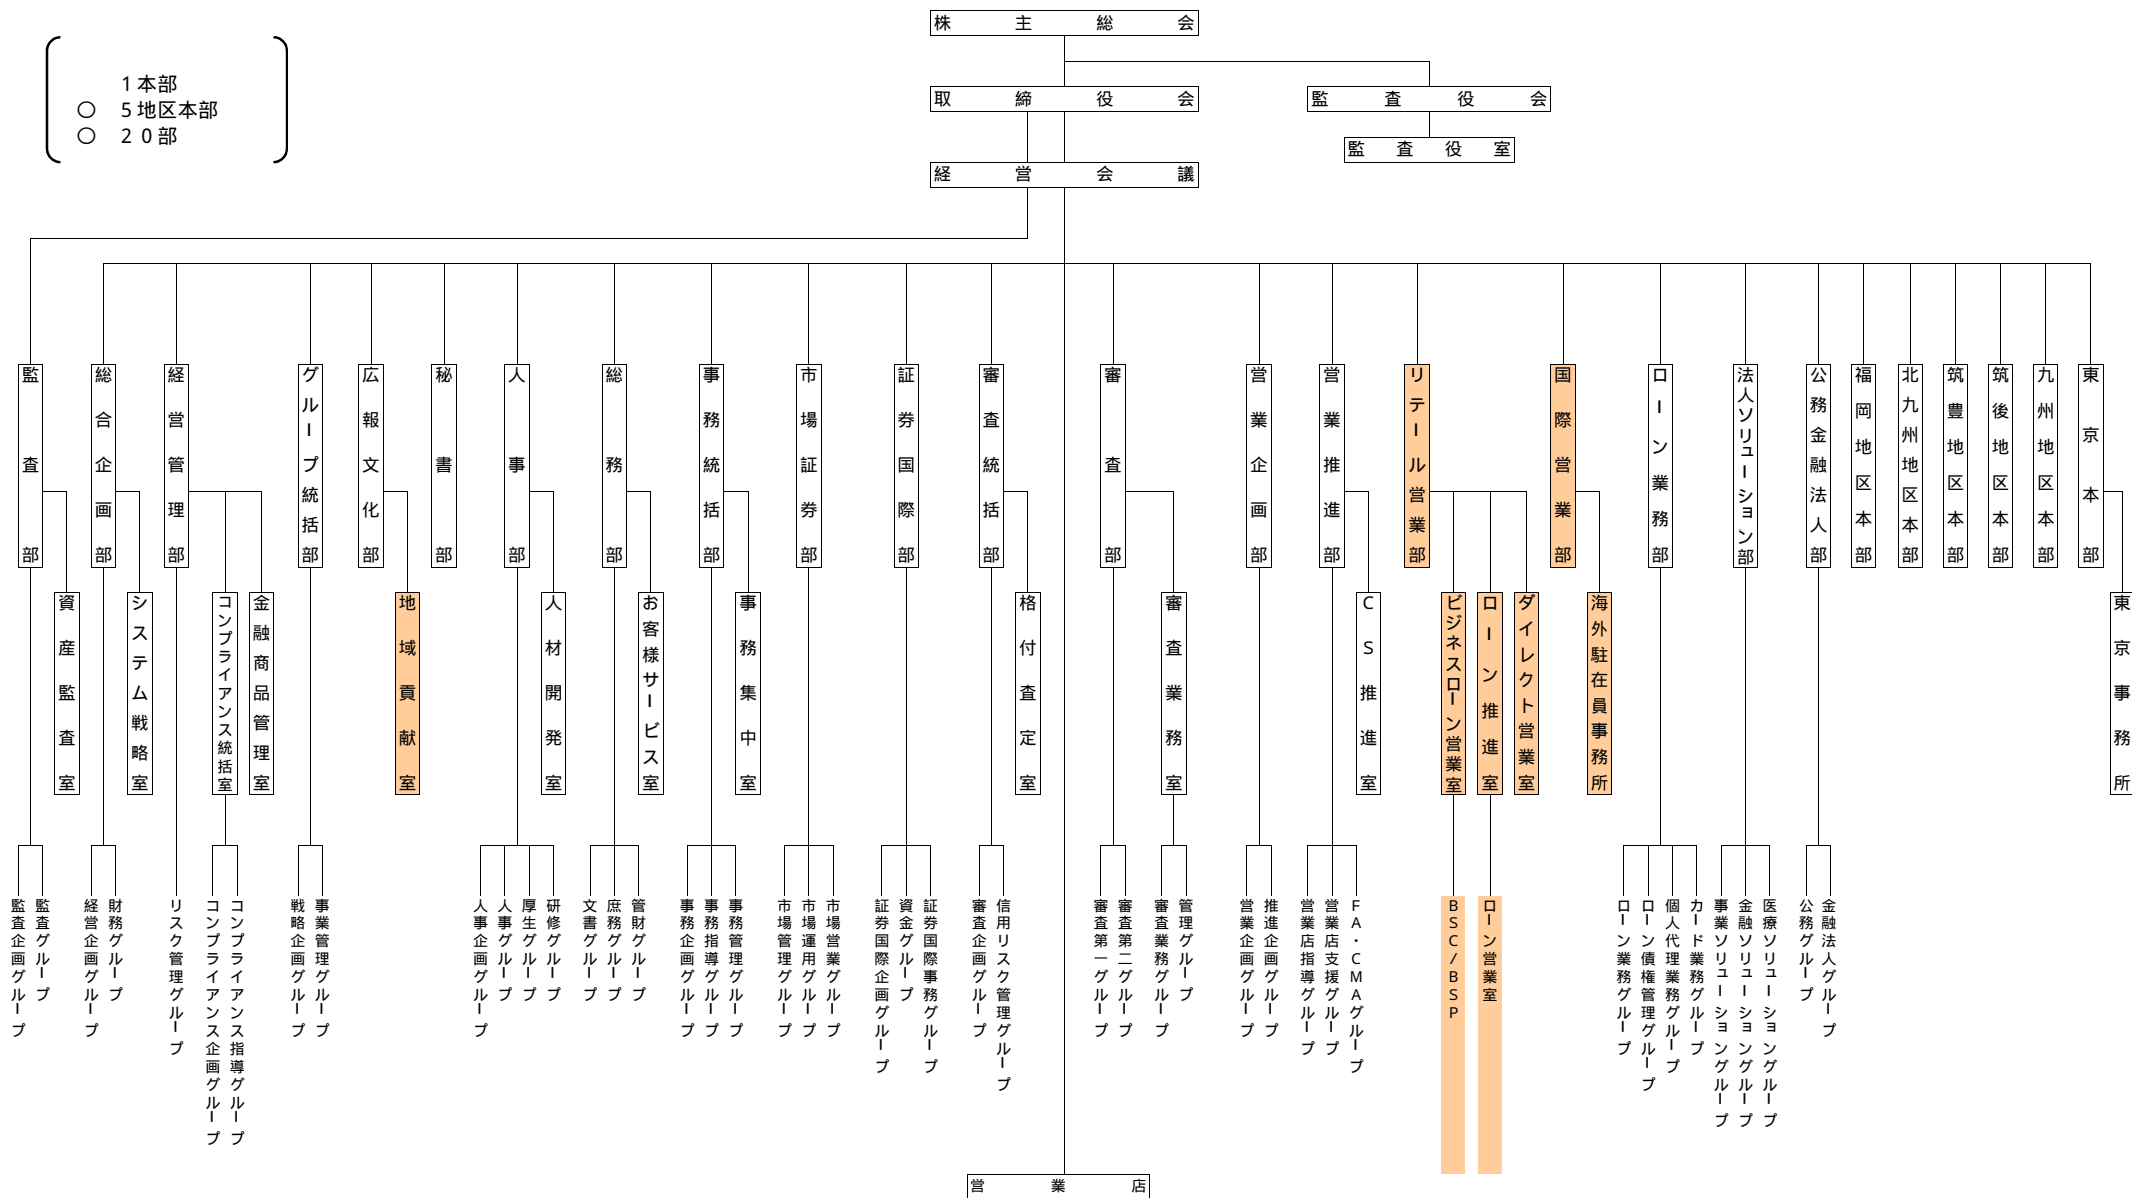 株主総会
1本部
○ 5地区本部
○ 20部
取締役会
監査役会
監査役室
経営会議
監査部
総合企画部
経営管理部
グループ統括部
広報文化部
秘書部
人事部
総務部
事務統括部
市場証券部
証券国際部
審査統括部
審査部
営業企画部
営業推進部
リテール営業部
国際営業部
ローン業務部
法人ソリューション部
公務金融法人部
福岡地区本部
北九州地区本部
筑豊地区本部
筑後地区本部
九州地区本部
東京本部
資産監査室
システム戦略室
コンプライアンス統括室
金融商品管理室
地域貢献室
人材開発室
お客様サービス室
事務集中室
格付査定室
審査業務室
CS推進室
ビジネスローン営業室
ローン推進室
ダイレクト営業室
海外駐在員事務所
東京事務所
監査企画グループ
監査グループ
経営企画グループ
財務グループ
リスク管理グループ
コンプライアンス企画グループ
コンプライアンス指導グループ
戦略企画グループ
事業管理グループ
人事企画グループ
人事グループ
厚生グループ
研修グループ
文書グループ
庶務グループ
管財グループ
事務企画グループ
事務指導グループ
事務管理グループ
市場管理グループ
市場運用グループ
市場営業グループ
証券国際企画グループ
資金グループ
証券国際事務グループ
審査企画グループ
信用リスク管理グループ
審査第一グループ
審査第二グループ
審査業務グループ
管理グループ
営業企画グループ
推進企画グループ
営業店指導グループ
営業店支援グループ
FA・CMAグループ
BSC/BSP
ローン営業室
ローン業務グループ
ローン債権管理グループ
個人代理業務グループ
カード業務グループ
事業ソリューショングループ
金融ソリューショングループ
医療ソリューショングループ
公務グループ
金融法人グループ
営業店